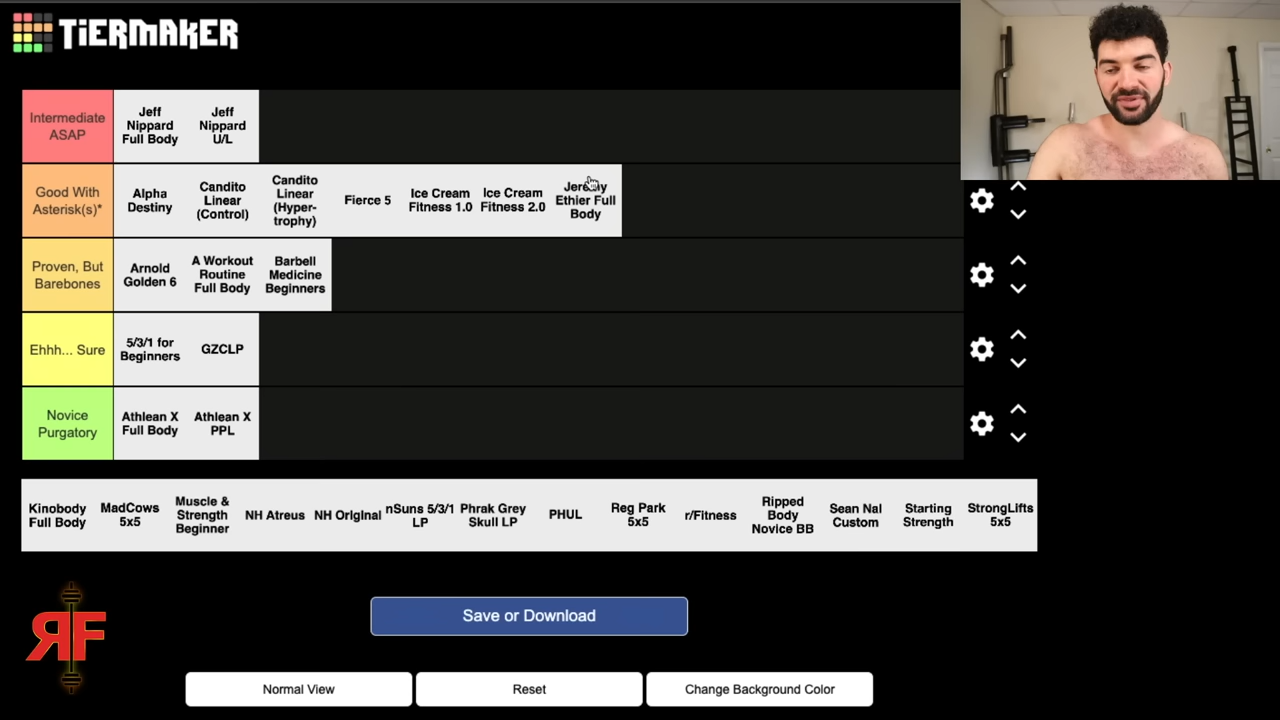 TiERMAKER
Intermediate
ASAP
Jeff
Nippard
Full Body
Jeff
Nippard
U/L
Good With
Asterisk(s)*
Alpha
Destiny
Candito
Linear
(Control)
Candito
Linear
(Hyper-
trophy)
Fierce 5
Ice Cream
Fitness 1.0
Ice Cream
Fitness 2.0
Jeremy
Ethier Full
Body
Proven, But
Barebones
Arnold
Golden 6
A Workout
Routine
Full Body
Barbell
Medicine
Beginners
Ehhh... Sure
5/3/1 for
Beginners
GZCLP
Novice
Purgatory
Athlean X
Full Body
Athlean X
PPL
Kinobody
Full Body
MadCows
5x5
Muscle &
Strength
Beginner
NH Atreus
NH Original
nSuns 5/3/1
LP
Phrak Grey
Skull LP
PHUL
Reg Park
5x5
r/Fitness
Ripped
Body
Novice BB
Sean Nal
Custom
Starting
Strength
StrongLifts
5x5
ЯF
Save or Download
Normal View
Reset
Change Background Color